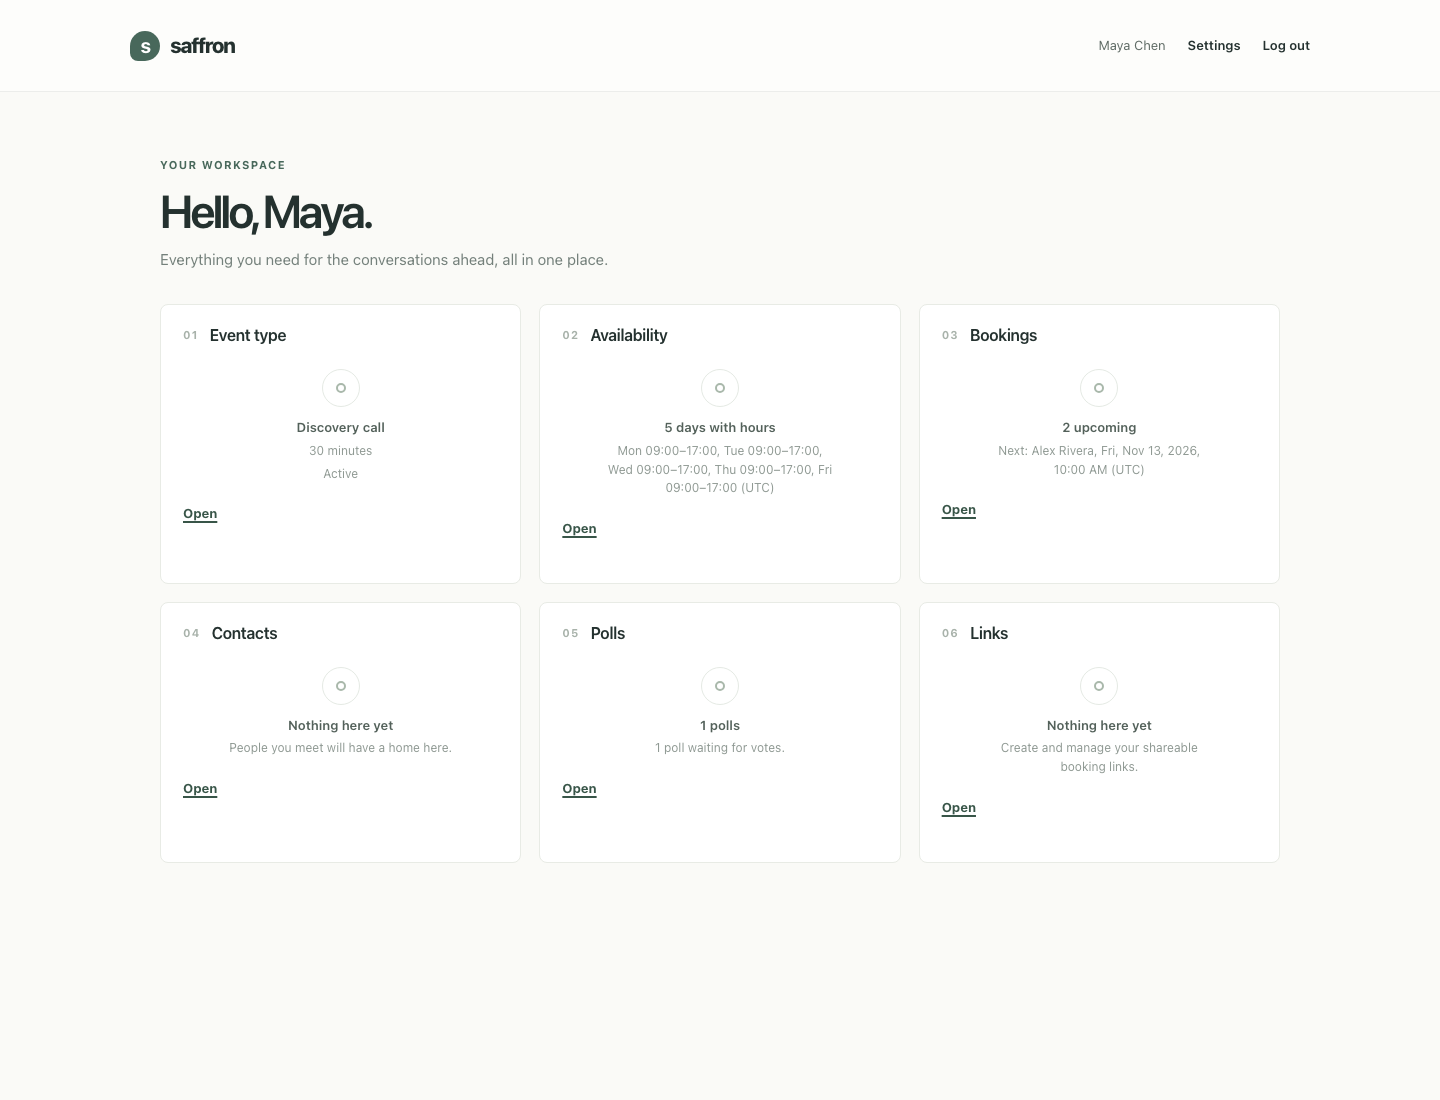 s saffron
Maya Chen Settings Log out
YOUR WORKSPACE
Hello, Maya.
Everything you need for the conversations ahead, all in one place.
01 Event type
Discovery call
30 minutes
Active
Open
02 Availability
5 days with hours
Mon 09:00–17:00, Tue 09:00–17:00,
Wed 09:00–17:00, Thu 09:00–17:00, Fri
09:00–17:00 (UTC)
Open
03 Bookings
2 upcoming
Next: Alex Rivera, Fri, Nov 13, 2026,
10:00 AM (UTC)
Open
04 Contacts
Nothing here yet
People you meet will have a home here.
Open
05 Polls
1 polls
1 poll waiting for votes.
Open
06 Links
Nothing here yet
Create and manage your shareable
booking links.
Open